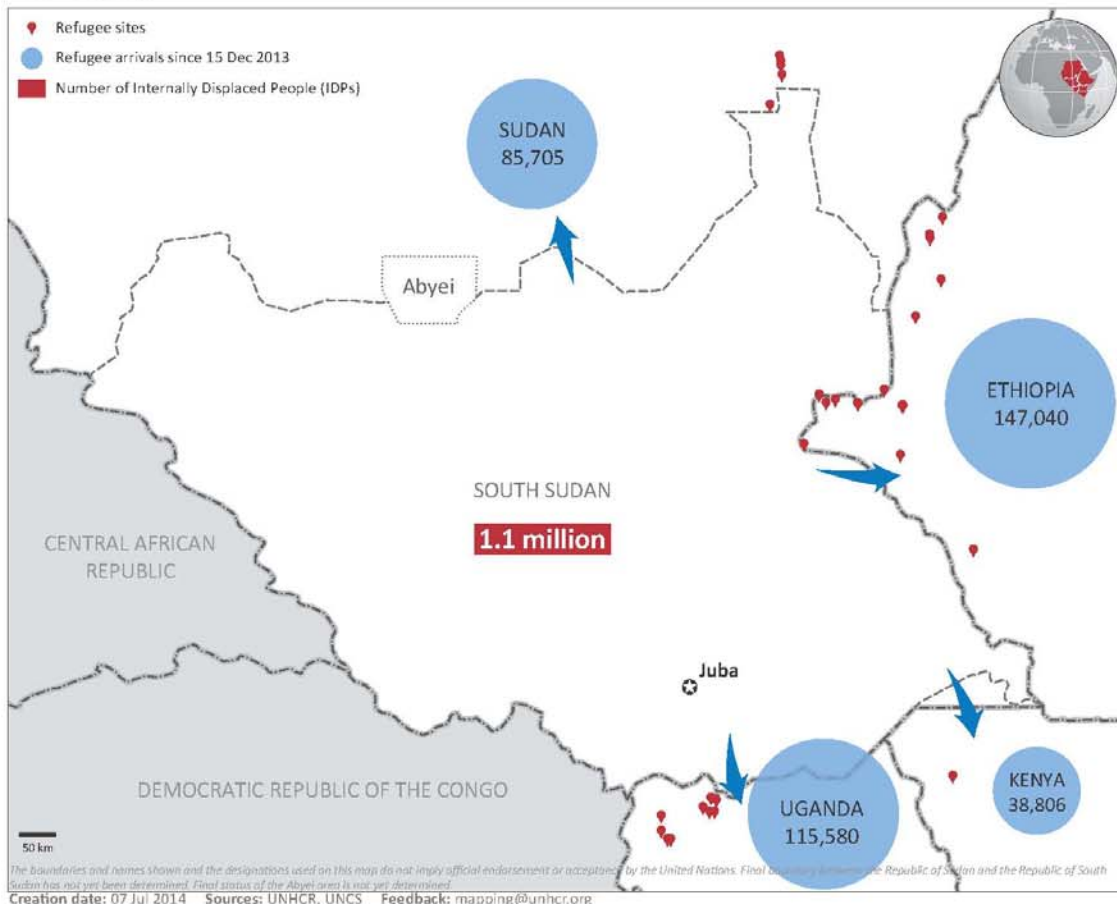 Refugee sites
Refugee arrivals since 15 Dec 2013
Number of Internally Displaced People (IDPs)
SUDAN
85,705
Abyei
ETHIOPIA
147,040
SOUTH SUDAN
1.1 million
CENTRAL AFRICAN
REPUBLIC
Juba
DEMOCRATIC REPUBLIC OF THE CONGO
UGANDA
115,580
KENYA
38,806
50 km
The boundaries and names shown and the designations used on this map do not imply official endorsement or acceptance by the United Nations. Final boundary between the Republic of Sudan and the Republic of South
Sudan has not yet been determined. Final status of the Abyei area is not yet determined.
Creation date: 07 Jul 2014 Sources: UNHCR, UNCS Feedback: mapping@unhcr.org